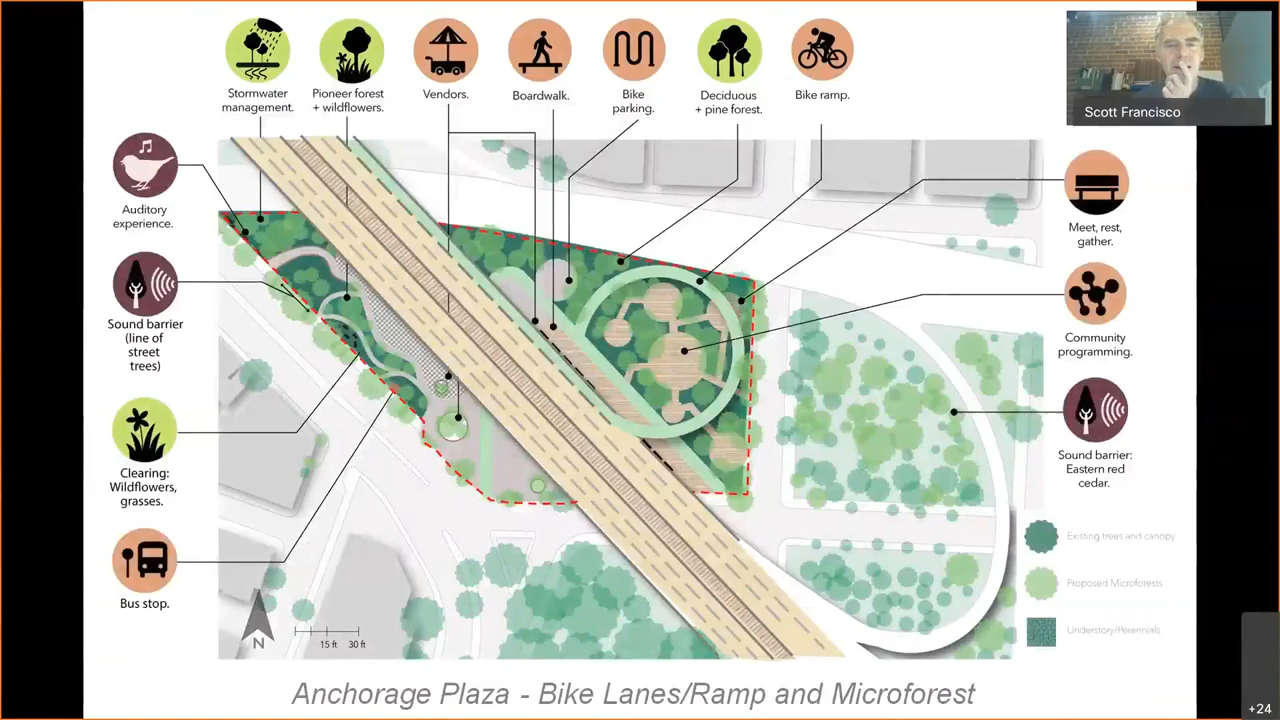 Stormwater
management.
Pioneer forest
+ wildflowers.
Vendors.
Boardwalk.
Bike
parking.
Deciduous
+ pine forest.
Bike ramp.
Scott Francisco
Auditory
experience.
Sound barrier
(line of
street
trees)
Clearing:
Wildflowers,
grasses.
Bus stop.
Meet, rest,
gather.
Community
programming.
Sound barrier:
Eastern red
cedar.
Existing trees and canopy
Proposed Microforests
Understory/Perennials
N
15 ft 30 ft
Anchorage Plaza - Bike Lanes/Ramp and Microforest
+24